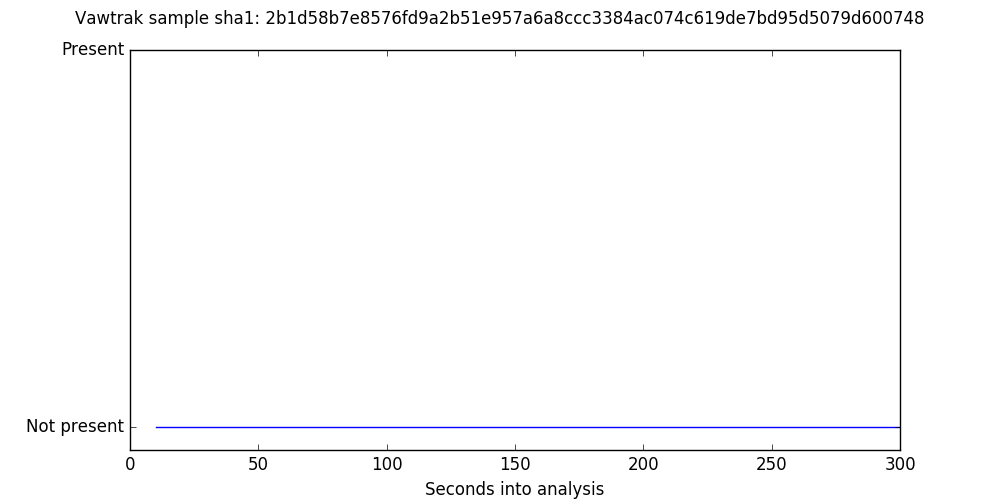 Vawtrak sample sha1: 2b1d58b7e8576fd9a2b51e957a6a8ccc3384ac074c619de7bd95d5079d600748
Present
Not present
0 50 100 150 200 250 300
Seconds into analysis